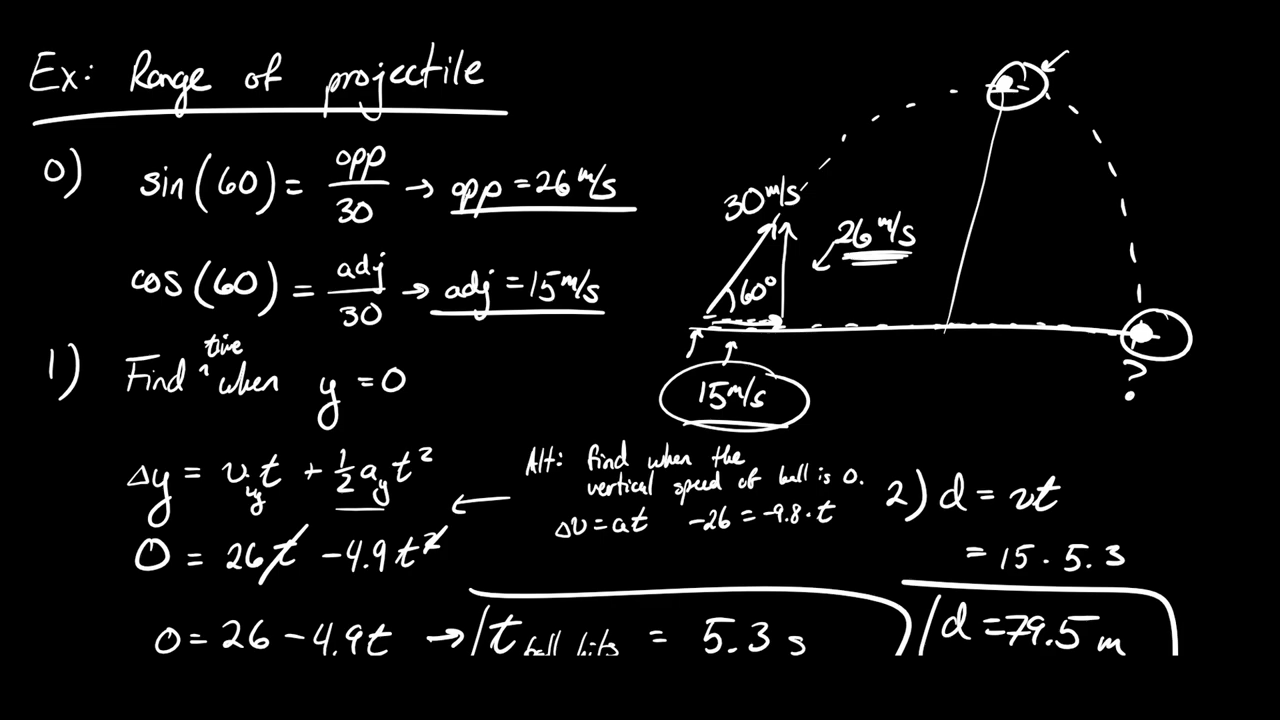 Ex: Range of projectile
0) sin(60) = opp/30 → opp = 26 m/s
cos(60) = adj/30 → adj = 15 m/s
30 m/s
26 m/s
60°
15 m/s
?
1) Find time when y = 0
Δy = v_iy t + 1/2 a_y t²
0 = 26t - 4.9t²
0 = 26 - 4.9t → t ball hits = 5.3 s
Alt: find when the
vertical speed of ball is 0.
Δv = at -26 = -9.8 · t
2) d = vt
= 15 · 5.3
d = 79.5 m